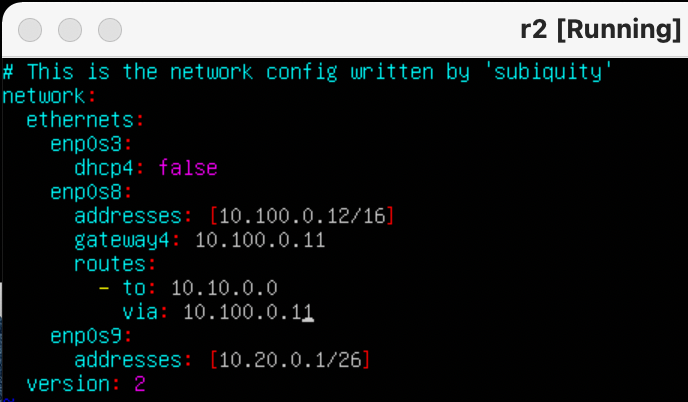 r2 [Running]
# This is the network config written by 'subiquity'
network:
  ethernets:
    enp0s3:
      dhcp4: false
    enp0s8:
      addresses: [10.100.0.12/16]
      gateway4: 10.100.0.11
      routes:
        - to: 10.10.0.0
          via: 10.100.0.11
    enp0s9:
      addresses: [10.20.0.1/26]
  version: 2